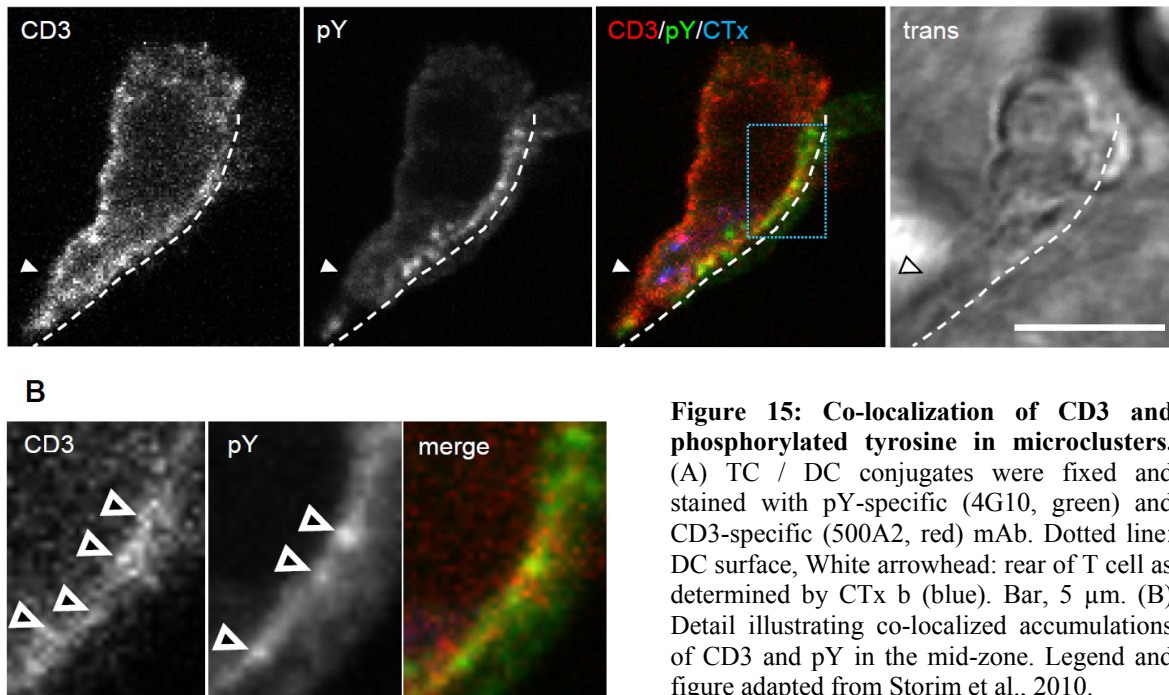 CD3
pY
CD3/pY/CTx
trans
B
CD3
pY
merge
Figure 15: Co-localization of CD3 and
phosphorylated tyrosine in microclusters.
(A) TC / DC conjugates were fixed and
stained with pY-specific (4G10, green) and
CD3-specific (500A2, red) mAb. Dotted line:
DC surface, White arrowhead: rear of T cell as
determined by CTx b (blue). Bar, 5 µm. (B)
Detail illustrating co-localized accumulations
of CD3 and pY in the mid-zone. Legend and
figure adapted from Storim et al., 2010.